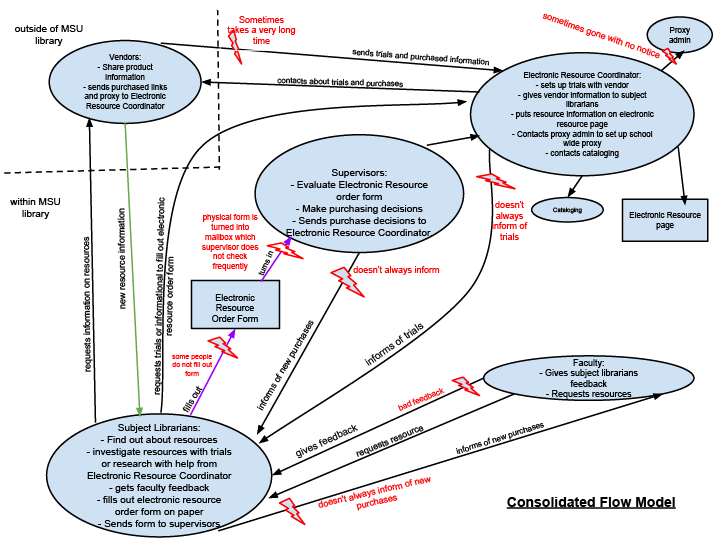 outside of MSU
library
Sometimes
takes a very long
time
sometimes gone with no notice
Proxy
admin
Vendors:
- Share product
information
- sends purchased links
and proxy to Electronic
Resource Coordinator
sends trials and purchased information
contacts about trials and purchases
Electronic Resource Coordinator:
- sets up trials with vendor
- gives vendor information to subject
librarians
- puts resource information on electronic
resource page
- Contacts proxy admin to set up school
wide proxy
- contacts cataloging
within MSU
library
Supervisors:
- Evaluate Electronic Resource
order form
- Make purchasing decisions
- Sends purchase decisions to
Electronic Resource Coordinator
doesn't
always
inform of
trials
Cataloging
Electronic Resource
page
physical form is
turned into
mailbox which
supervisor does
not check
frequently
turns in
doesn't always inform
requests information on resources
new resource information
requests trials or informational to fill out electronic
resource order form
Electronic
Resource
Order Form
some people
do not fill out
form
fills out
informs of new purchases
informs of trials
Faculty:
- Gives subject librarians
feedback
- Requests resources
bad feedback
gives feedback
requests resource
informs of new purchases
Subject Librarians:
- Find out about resources
- investigate resources with trials
or research with help from
Electronic Resource Coordinator
- gets faculty feedback
- fills out electronic resource
order form on paper
- Sends form to supervisors
doesn't always inform of new
purchases
Consolidated Flow Model